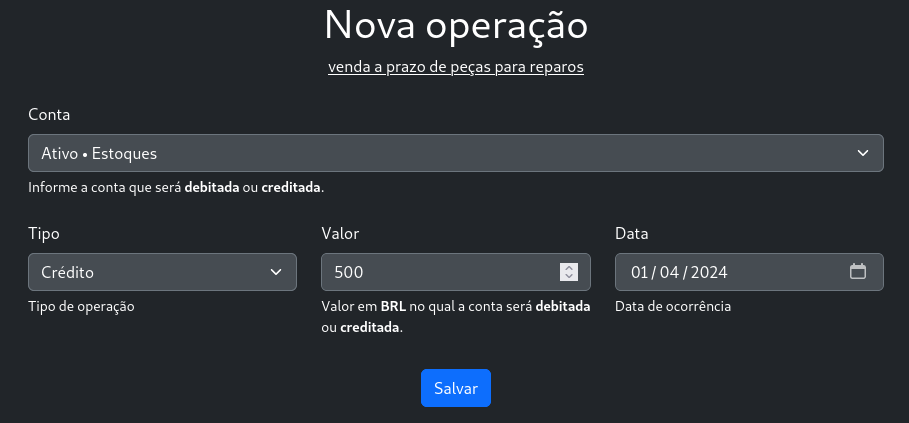 Nova operação
venda a prazo de peças para reparos
Conta
Ativo • Estoques
Informe a conta que será debitada ou creditada.
Tipo
Valor
Data
Crédito
500
01 / 04 / 2024
Tipo de operação
Valor em BRL no qual a conta será debitada
ou creditada.
Data de ocorrência
Salvar